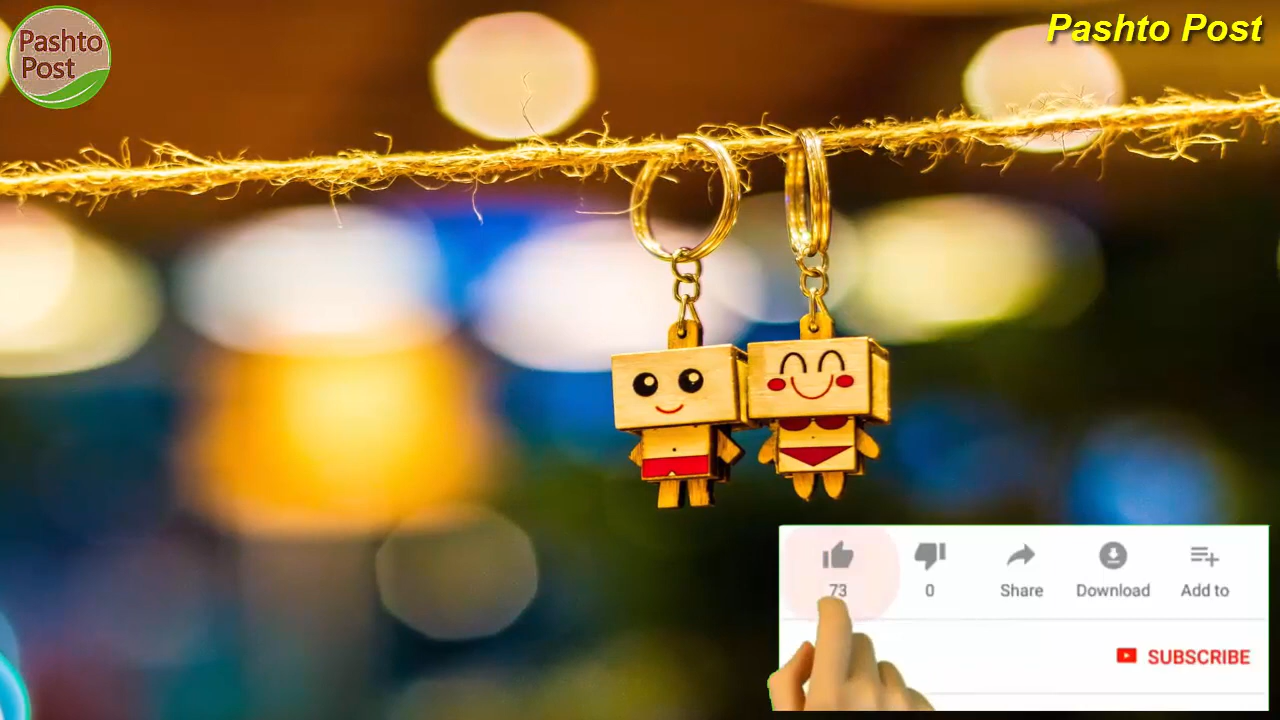 Pashto
Post
Pashto Post
73
0
Share
Download
Add to
SUBSCRIBE